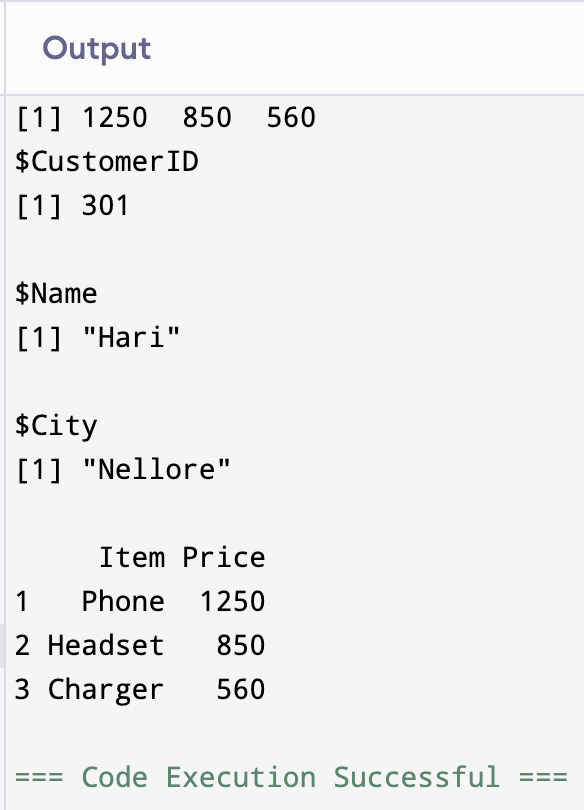 Output
[1] 1250  850  560
$CustomerID
[1] 301

$Name
[1] "Hari"

$City
[1] "Nellore"

     Item Price
1   Phone  1250
2 Headset   850
3 Charger   560

=== Code Execution Successful ===